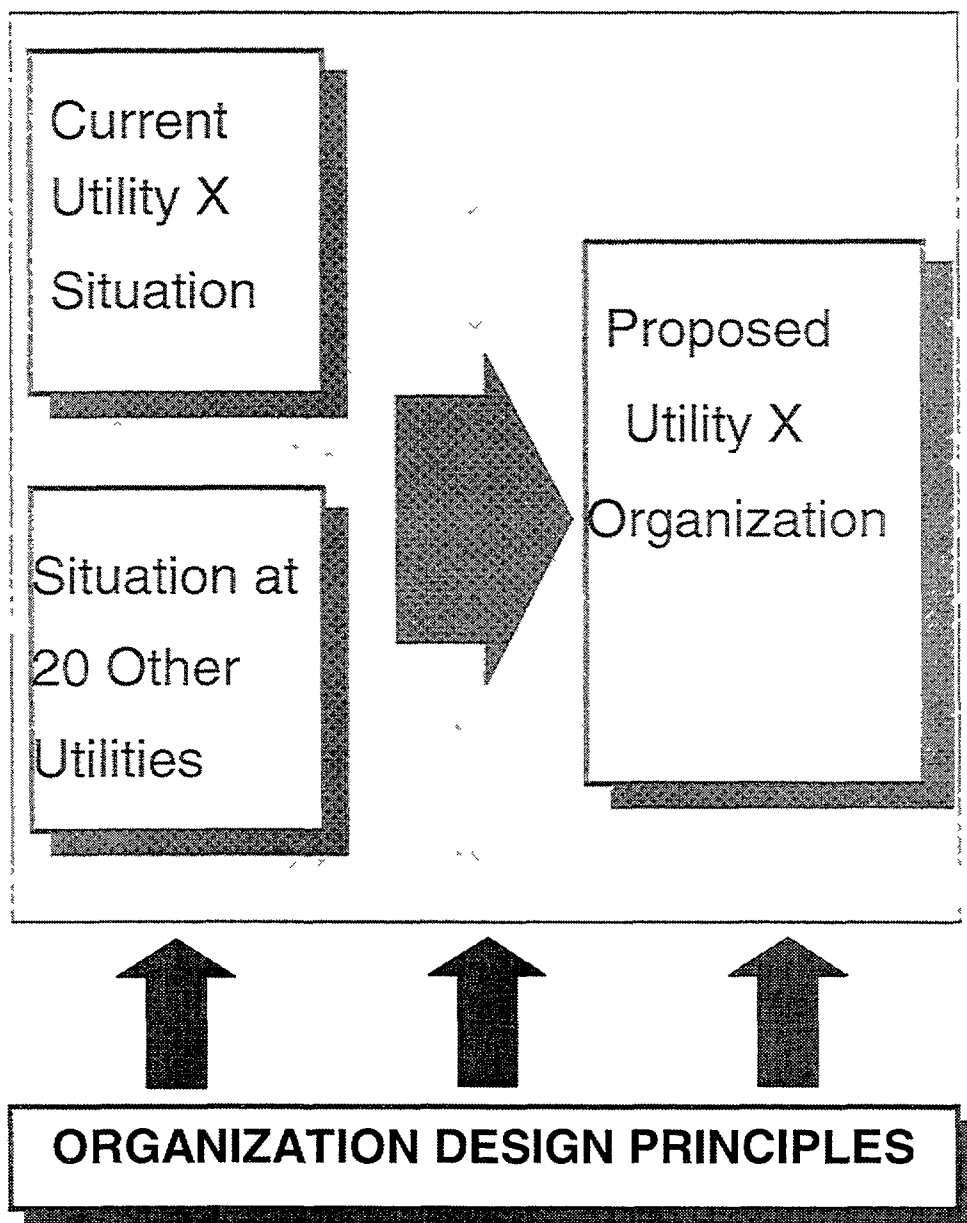 Current
Utility X
Situation
Situation at
20 Other
Utilities
Proposed
Utility X
Organization
ORGANIZATION DESIGN PRINCIPLES